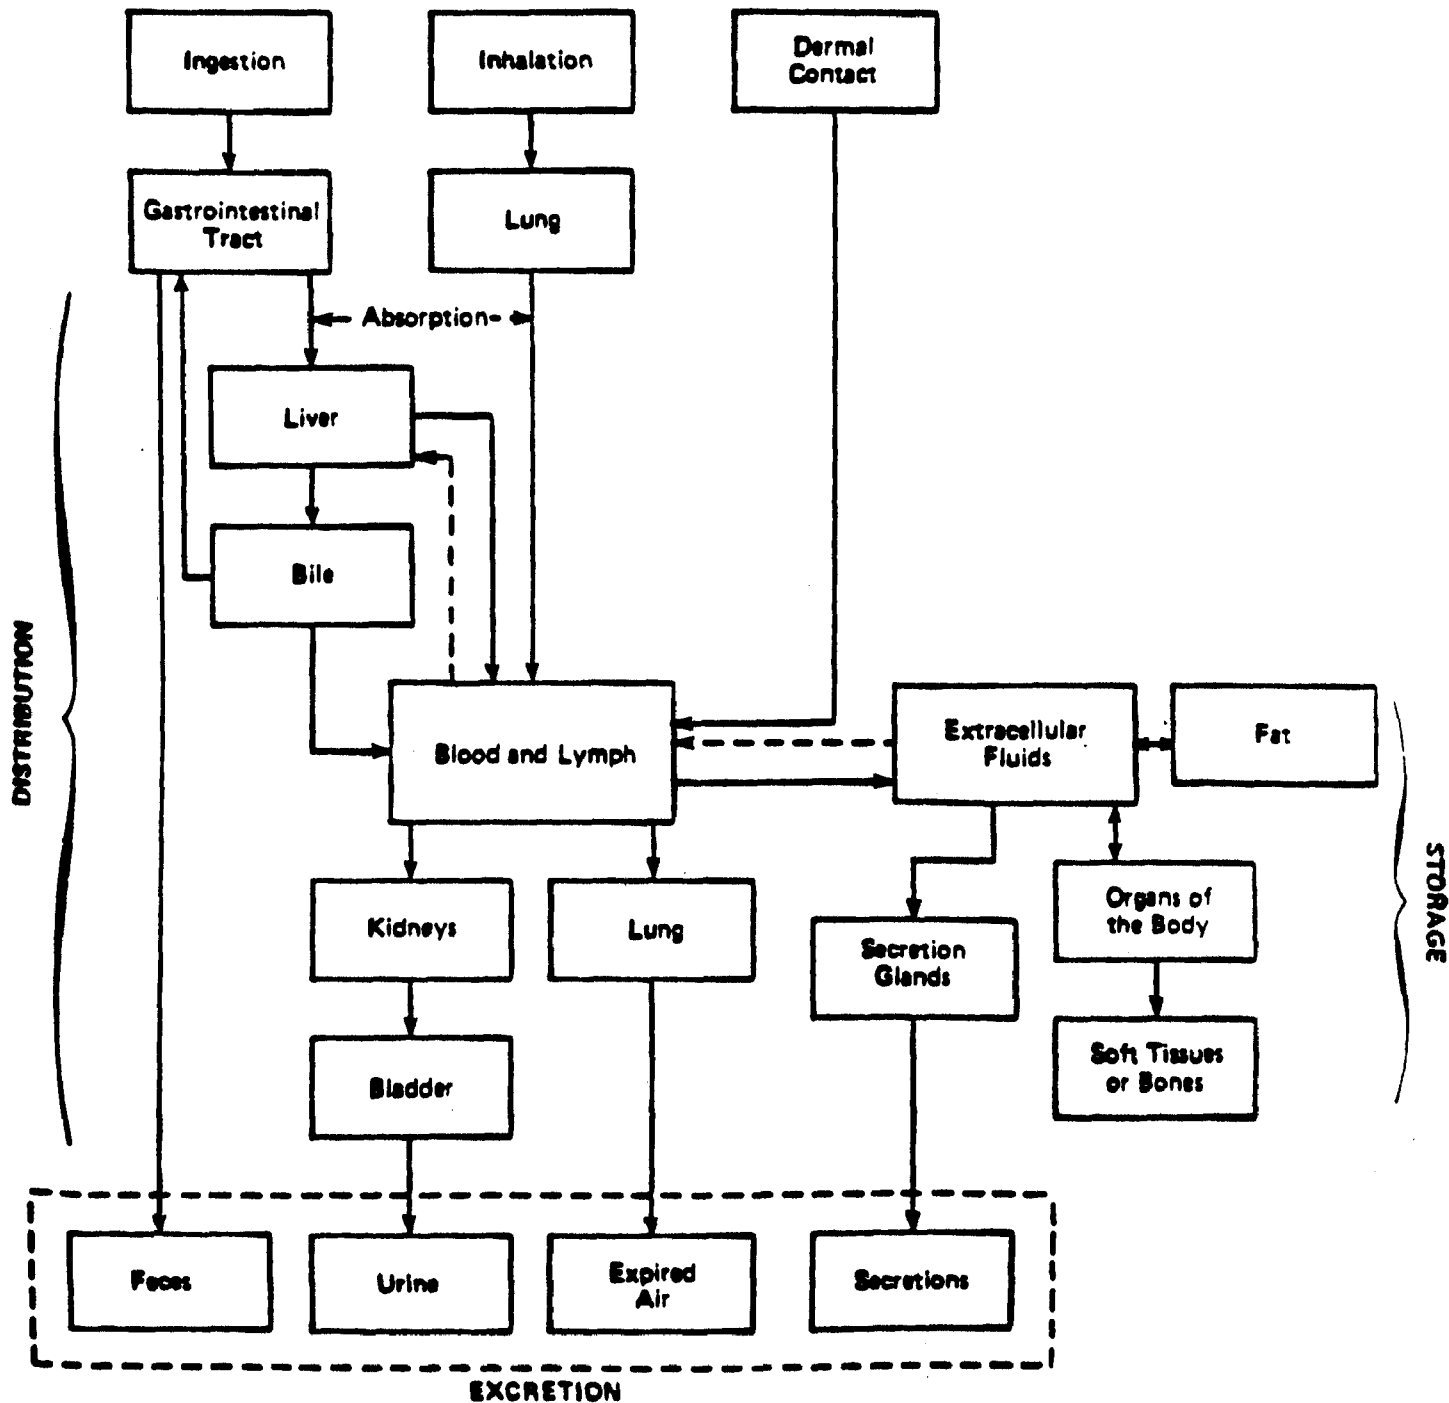 Ingestion
Inhalation
Dermal
Contact
Gastrointestinal
Tract
Lung
Absorption
Liver
Bile
DISTRIBUTION
Blood and Lymph
Extracellular
Fluids
Fat
STORAGE
Kidneys
Lung
Secretion
Glands
Organs of
the Body
Bladder
Soft Tissues
or Bones
Feces
Urine
Expired
Air
Secretions
EXCRETION